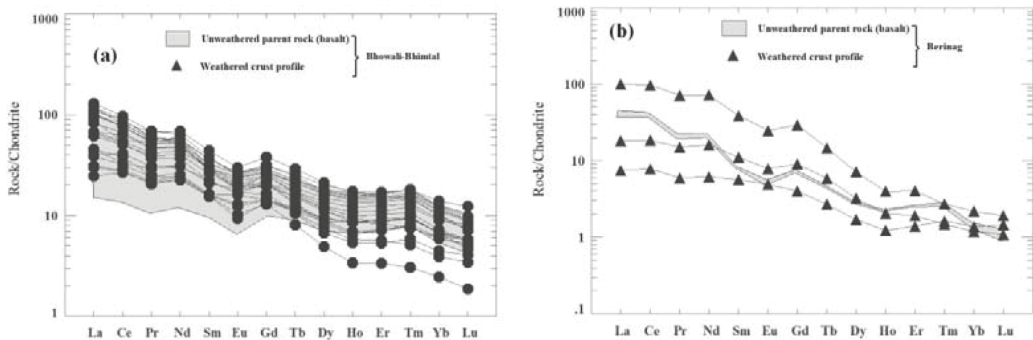 1000
(a)
Unweathered parent rock (basalt)
Weathered crust profile
Bhowali-Bhimtal
100
10
1
Rock/Chondrite
La Ce Pr Nd Sm Eu Gd Tb Dy Ho Er Tm Yb Lu
1000
(b)
Unweathered parent rock (basalt)
Weathered crust profile
Berinag
100
10
1
.1
Rock/Chondrite
La Ce Pr Nd Sm Eu Gd Tb Dy Ho Er Tm Yb Lu